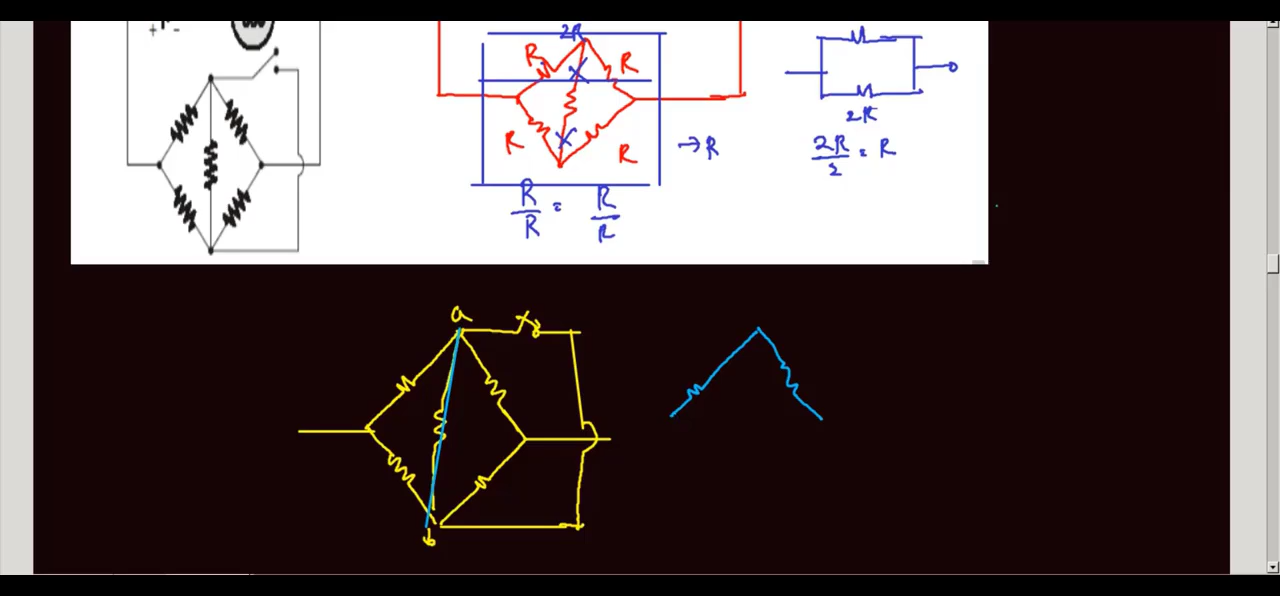 + -
2R
R R
R R → R
R/R = R/R
2R
2R/2 = R
a
b